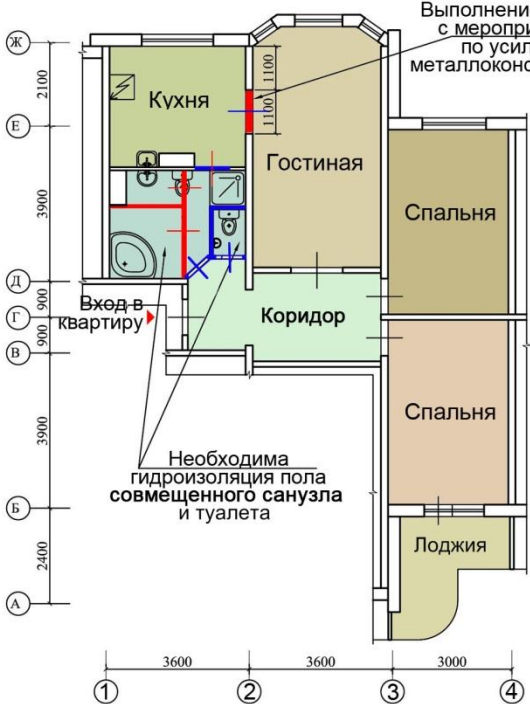 Выполнени
с меропри
по усил
металлоконс
Ж
2100
Е
3900
Д
900
Г
900
В
3900
Б
2400
А
Кухня
1100
1100
Гостиная
Спальня
Вход в
квартиру
Коридор
Спальня
Необходима
гидроизоляция пола
совмещенного санузла
и туалета
Лоджия
3600
3600
3000
1
2
3
4